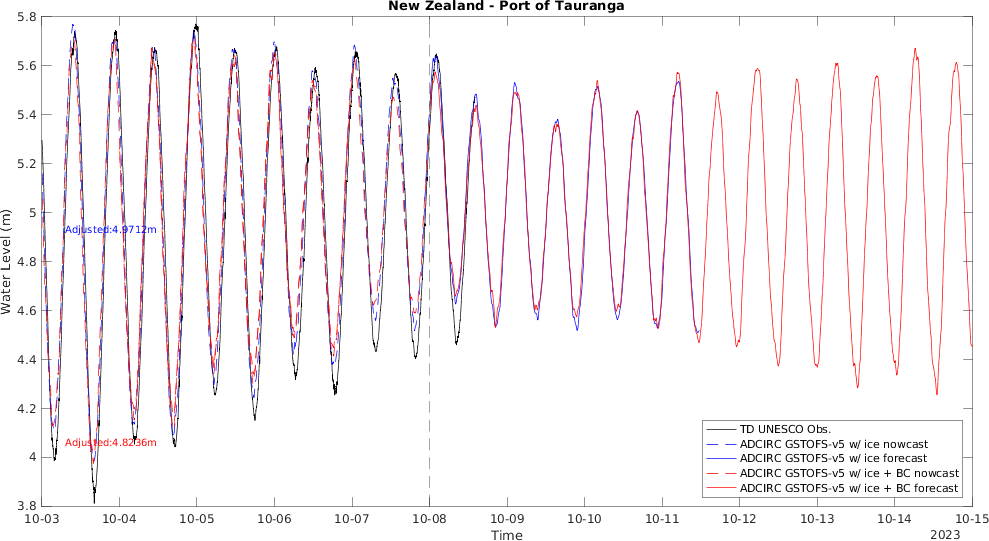 New Zealand - Port of Tauranga
Water Level (m)
5.8
5.6
5.4
5.2
5
4.8
4.6
4.4
4.2
4
3.8
Adjusted:4.9712m
Adjusted:4.8236m
TD UNESCO Obs.
ADCIRC GSTOFS-v5 w/ ice nowcast
ADCIRC GSTOFS-v5 w/ ice forecast
ADCIRC GSTOFS-v5 w/ ice + BC nowcast
ADCIRC GSTOFS-v5 w/ ice + BC forecast
10-03 10-04 10-05 10-06 10-07 10-08 10-09 10-10 10-11 10-12 10-13 10-14 10-15
Time
2023